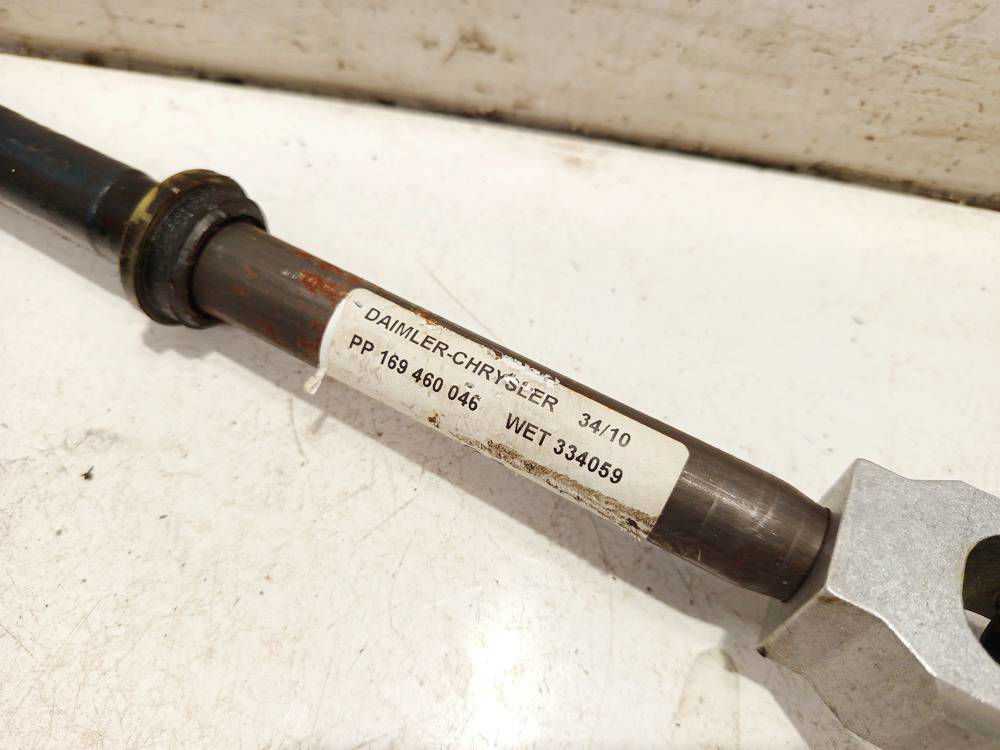 DAIMLER-CHRYSLER 34/10
PP 169 460 046 WET 334059